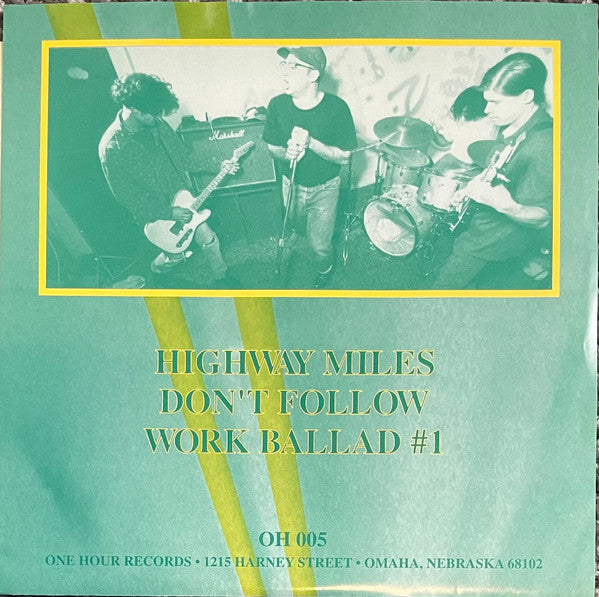 Marshall
HIGHWAY MILES
DON'T FOLLOW
WORK BALLAD #1
OH 005
ONE HOUR RECORDS • 1215 HARNEY STREET • OMAHA, NEBRASKA 68102